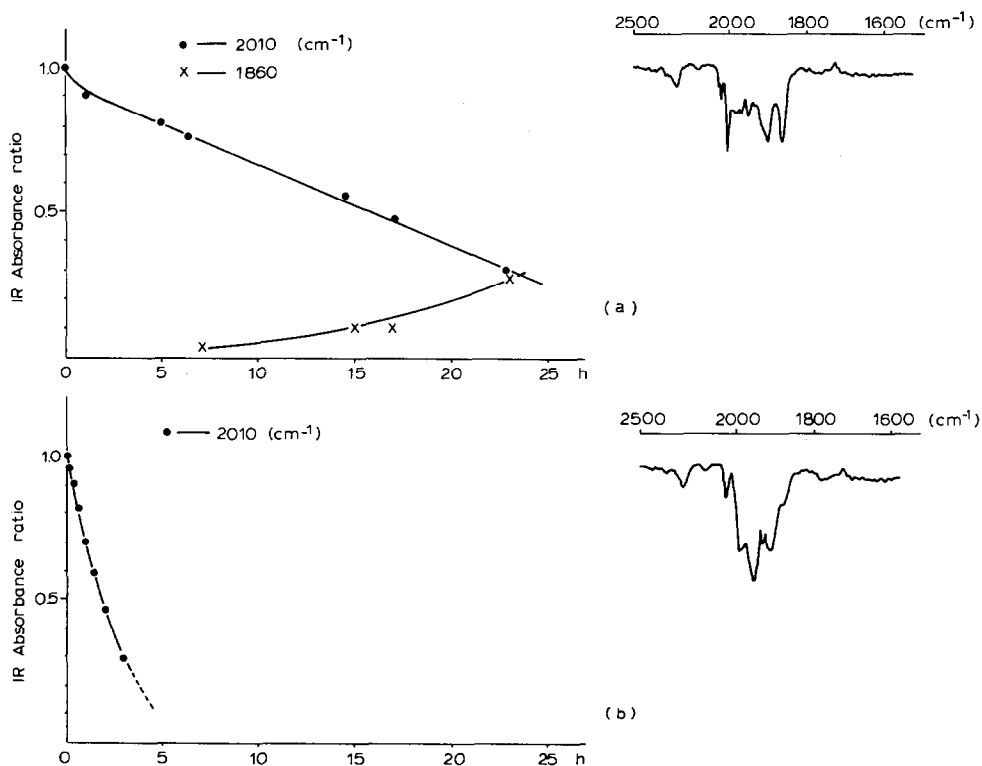 2500 2000 1800 1600 (cm⁻¹)
● — 2010 (cm⁻¹)
x — 1860
1.0
0.5
IR Absorbance ratio
0 5 10 15 20 25 h
(a)
2500 2000 1800 1600 (cm⁻¹)
● — 2010 (cm⁻¹)
1.0
0.5
IR Absorbance ratio
0 5 10 15 20 25 h
(b)